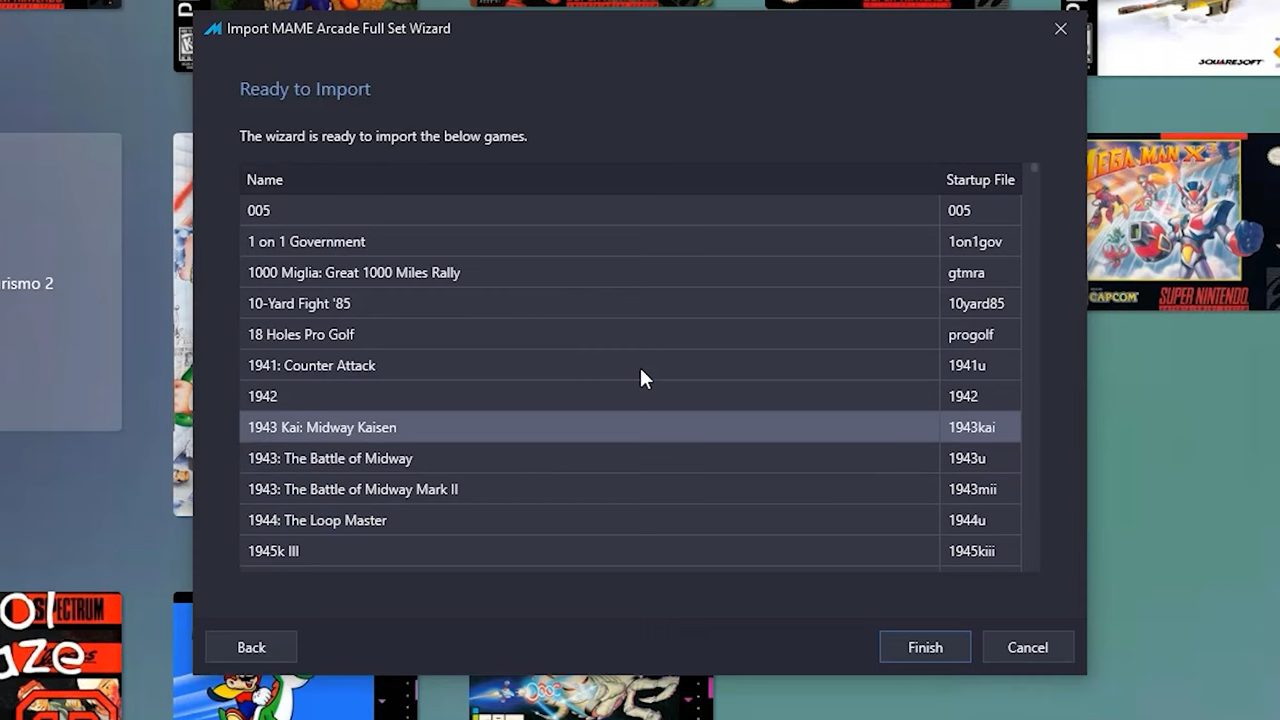 Import MAME Arcade Full Set Wizard
Ready to Import
The wizard is ready to import the below games.
Name Startup File
005 005
1 on 1 Government 1on1gov
1000 Miglia: Great 1000 Miles Rally gtmra
10-Yard Fight '85 10yard85
18 Holes Pro Golf progolf
1941: Counter Attack 1941u
1942 1942
1943 Kai: Midway Kaisen 1943kai
1943: The Battle of Midway 1943u
1943: The Battle of Midway Mark II 1943mii
1944: The Loop Master 1944u
1945k III 1945kiii
Back Finish Cancel
rismo 2
SQUARESOFT
MEGA MAN X
CAPCOM SUPER NINTENDO
SPECTRUM
ol
aze